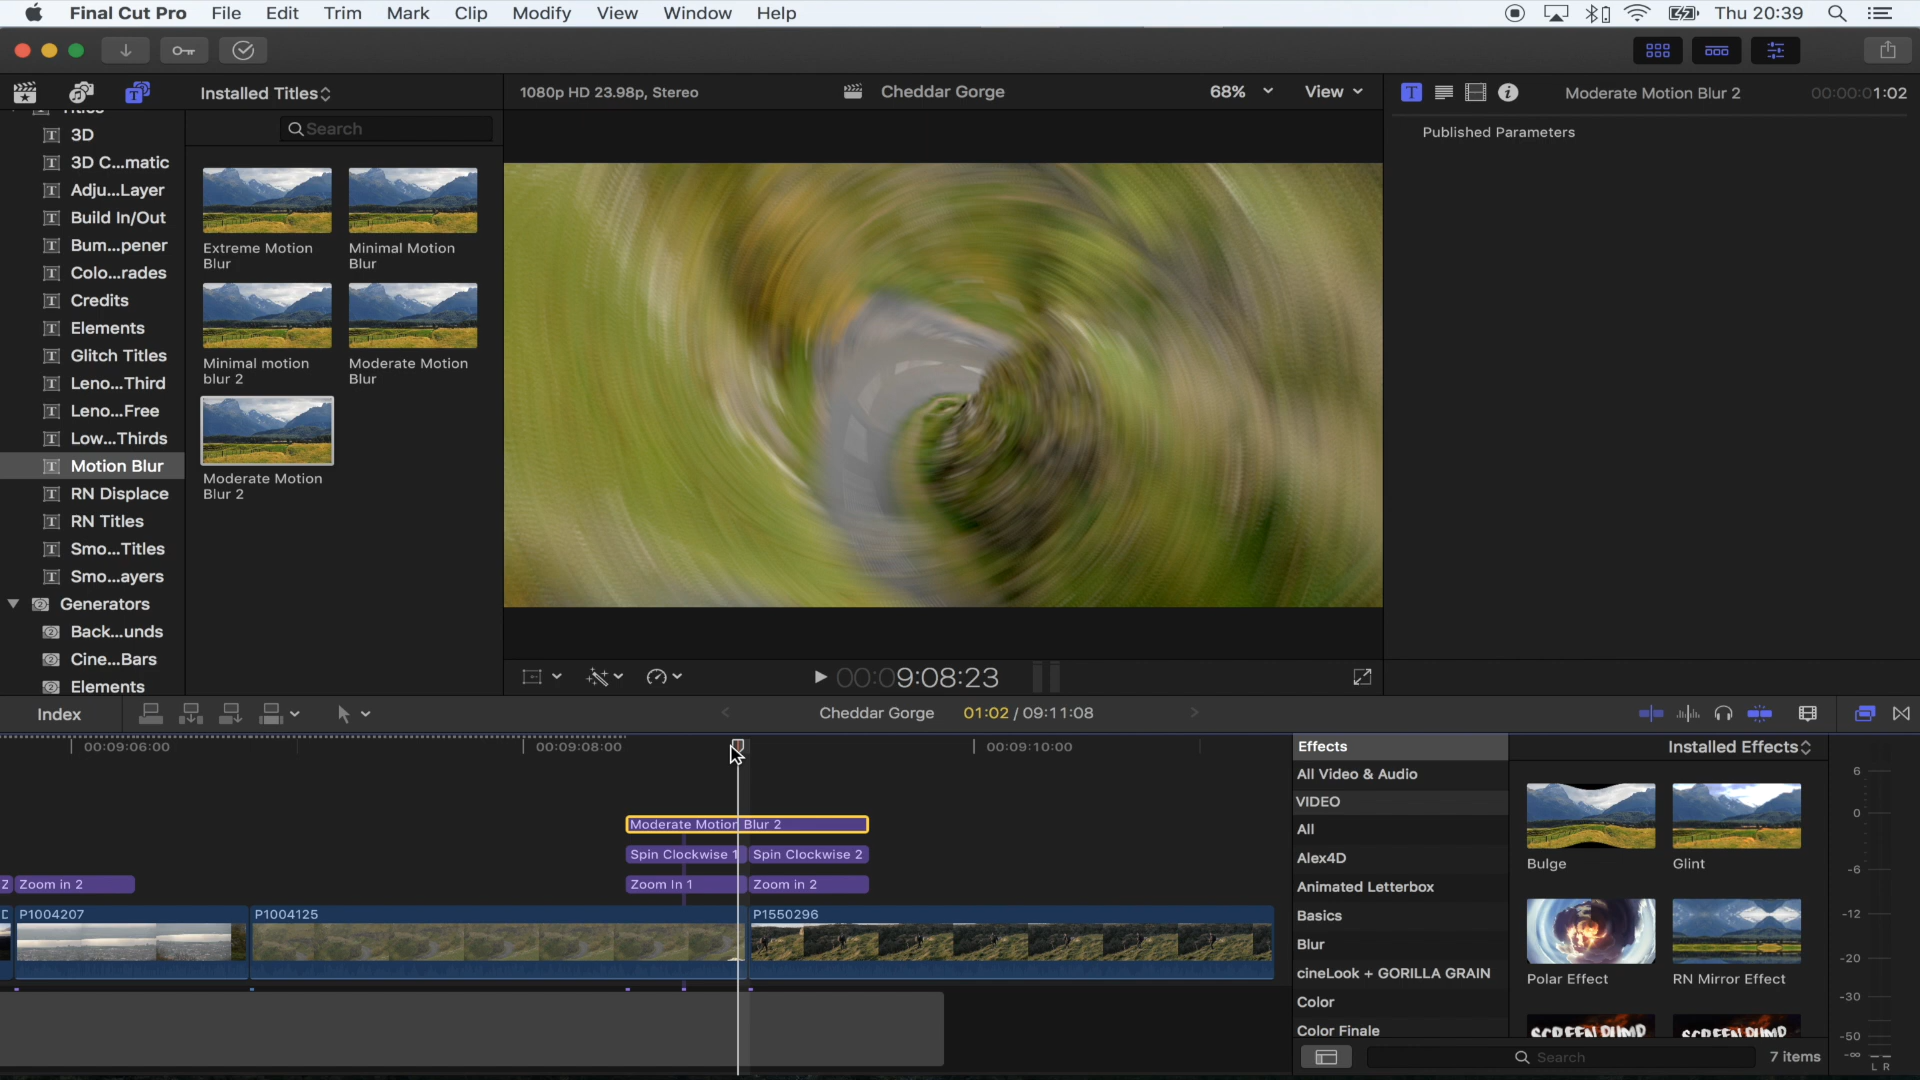 Final Cut Pro File Edit Trim Mark Clip Modify View Window Help Thu 20:39
Installed Titles
1080p HD 23.98p, Stereo
Cheddar Gorge
68%
View
Moderate Motion Blur 2
00:00:01:02
Titles
3D
3D C...matic
Adju...Layer
Build In/Out
Bum...pener
Colo...rades
Credits
Elements
Glitch Titles
Leno...Third
Leno...Free
Low...Thirds
Motion Blur
RN Displace
RN Titles
Smo...Titles
Smo...ayers
Generators
Back...unds
Cine...Bars
Elements
Search
Extreme Motion
Blur
Minimal Motion
Blur
Minimal motion
blur 2
Moderate Motion
Blur
Moderate Motion
Blur 2
Published Parameters
00:09:08:23
Index
Cheddar Gorge
01:02 / 09:11:08
00:09:06:00
00:09:08:00
00:09:10:00
Moderate Motion Blur 2
Spin Clockwise 1
Spin Clockwise 2
Z
Zoom in 2
Zoom In 1
Zoom in 2
P1004207
P1004125
P1550296
Effects
All Video & Audio
VIDEO
All
Alex4D
Animated Letterbox
Basics
Blur
cineLook + GORILLA GRAIN
Color
Color Finale
Installed Effects
Bulge
Glint
Polar Effect
RN Mirror Effect
SCREEN PUMP
SCREEN PUMP
Search
7 items
6
0
-6
-12
-20
-30
-50
-∞
L R